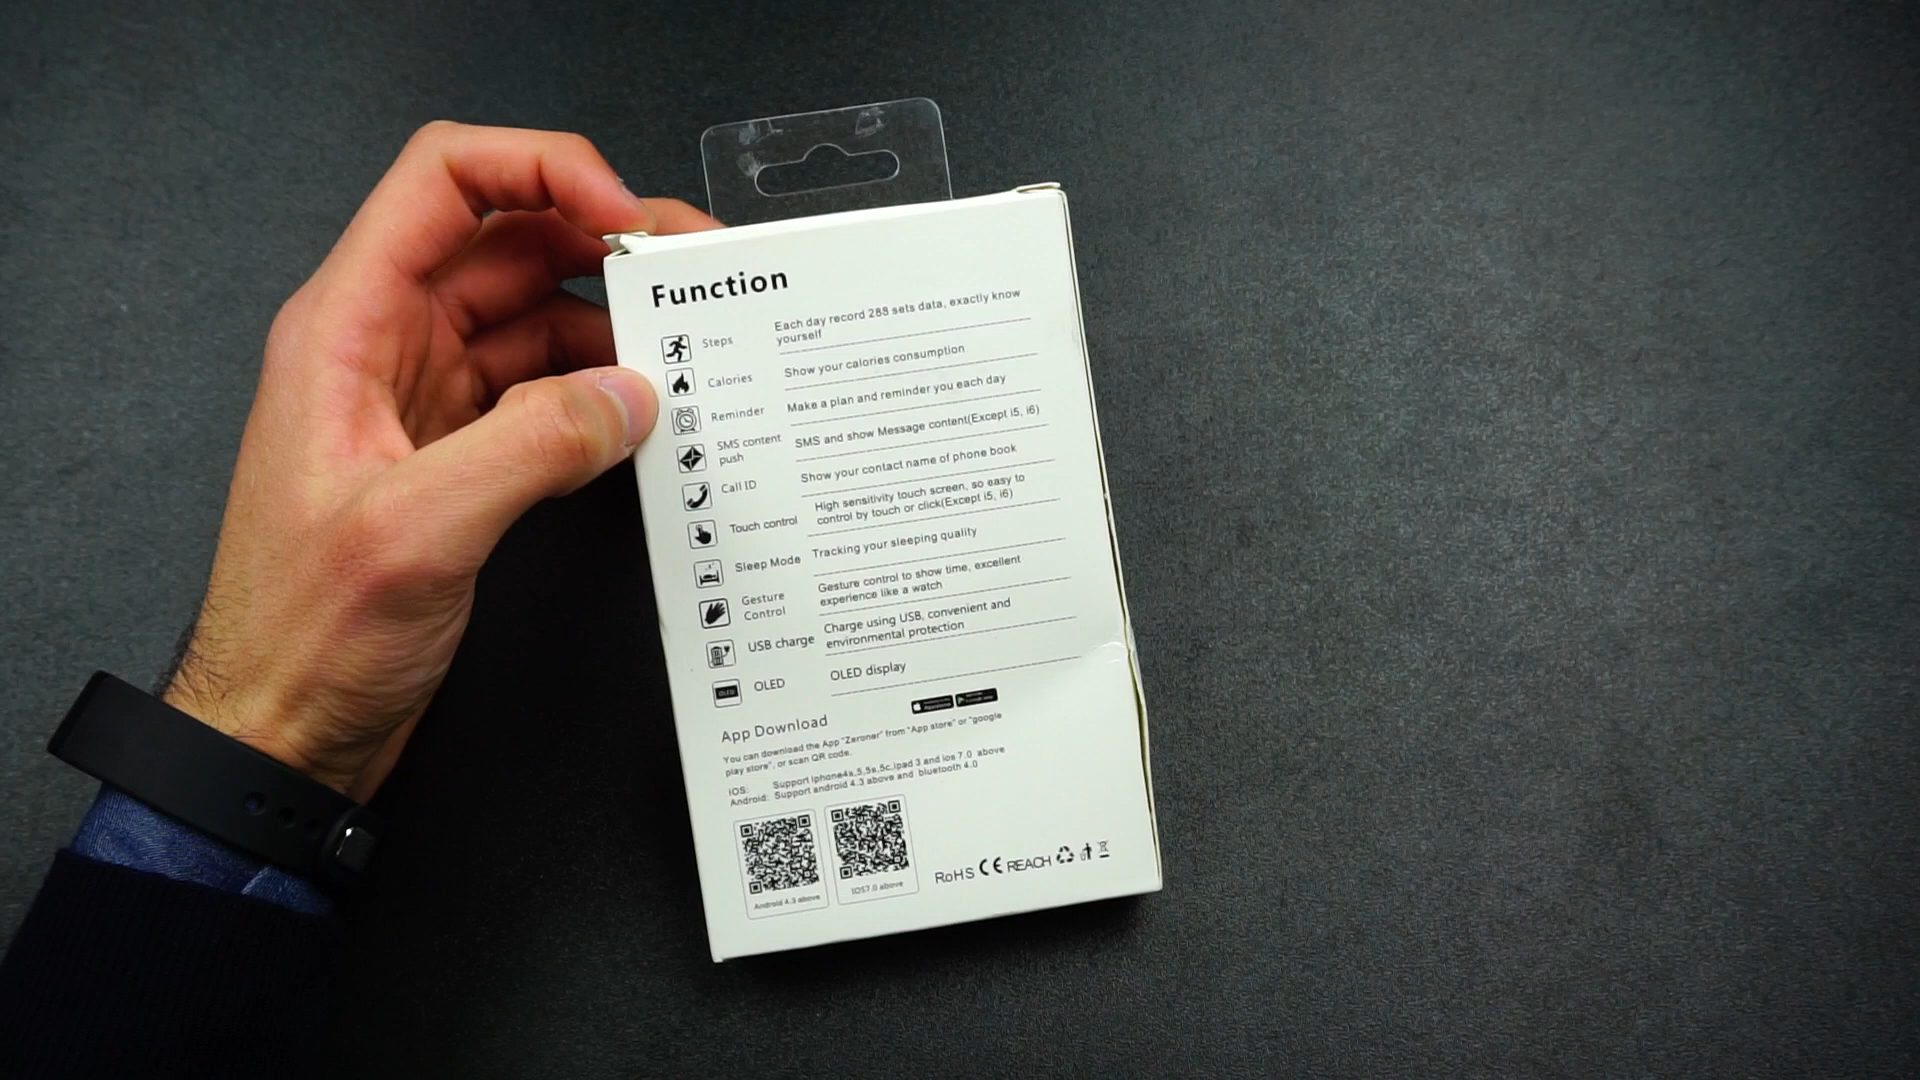 Function
Steps
Each day record 288 sets data, exactly know
yourself
Calories
Show your calories consumption
Reminder
Make a plan and reminder you each day
SMS content
push
SMS and show Message content(Except i5, i6)
Call ID
Show your contact name of phone book
Touch control
High sensitivity touch screen, so easy to
control by touch or click(Except i5, i6)
Sleep Mode
Tracking your sleeping quality
Gesture
Control
Gesture control to show time, excellent
experience like a watch
USB charge
Charge using USB, convenient and
environmental protection
OLED
OLED
OLED display
App Download
You can download the App "Zeroner" from "App store" or "google
play store", or scan QR code.
IOS: Support iphone4s,5,5s,5c,ipad 3 and ios 7.0 above
Android: Support android 4.3 above and bluetooth 4.0
Android 4.3 above
IOS7.0 above
RoHS CE REACH